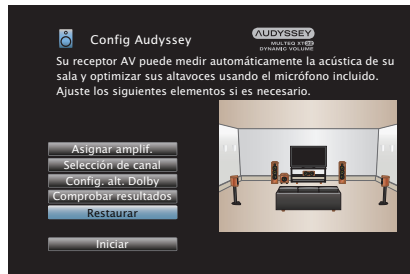 Config Audyssey
AUDYSSEY
MULTEQ XT32
DYNAMIC VOLUME
Su receptor AV puede medir automáticamente la acústica de su
sala y optimizar sus altavoces usando el micrófono incluido.
Ajuste los siguientes elementos si es necesario.
Asignar amplif.
Selección de canal
Config. alt. Dolby
Comprobar resultados
Restaurar
Iniciar